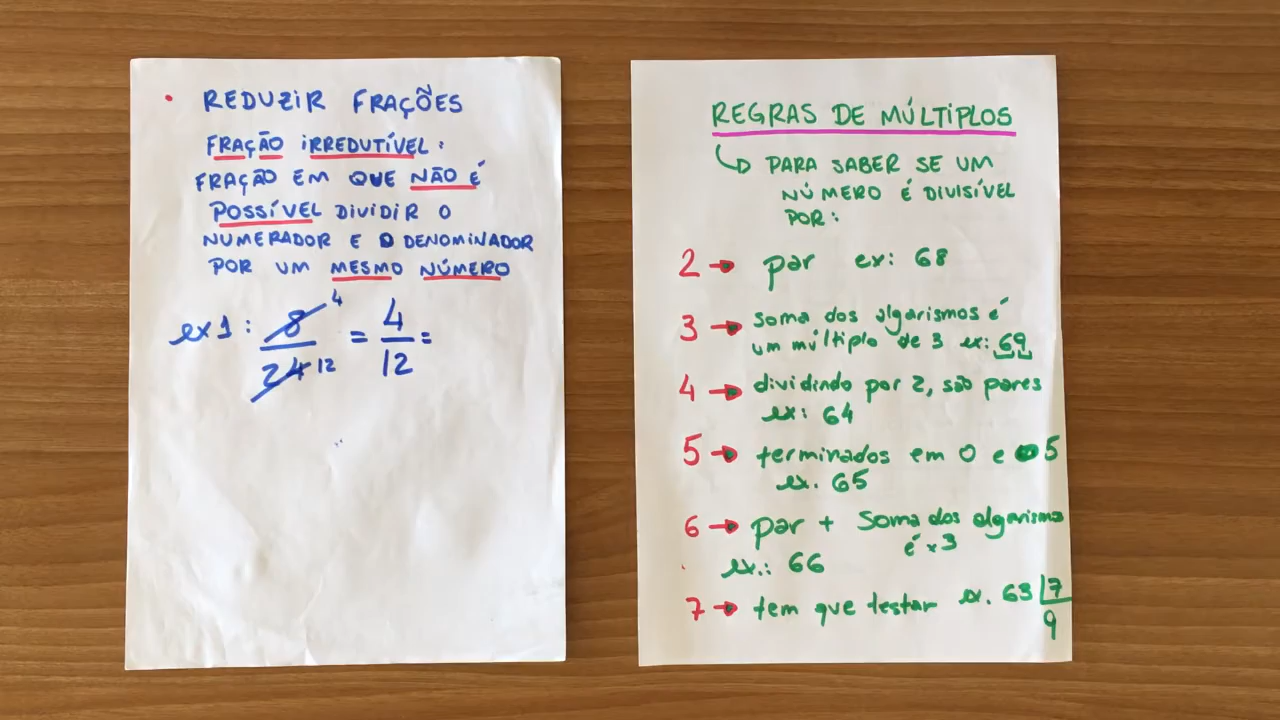 • REDUZIR FRAÇÕES
FRAÇÃO IRREDUTÍVEL:
FRAÇÃO EM QUE NÃO É
POSSÍVEL DIVIDIR O
NUMERADOR E O DENOMINADOR
POR UM MESMO NÚMERO
ex1: 8/24 4/12 = 4/12 =
REGRAS DE MÚLTIPLOS
↳ PARA SABER SE UM
NÚMERO É DIVISÍVEL
POR:
2 → par ex: 68
3 → soma dos algarismos é
um múltiplo de 3 ex: 69
4 → dividindo por 2, são pares
ex: 64
5 → terminados em 0 e 5
ex. 65
6 → par + Soma dos algarismo
é x3
ex.: 66
7 → tem que testar ex. 63 |7
9